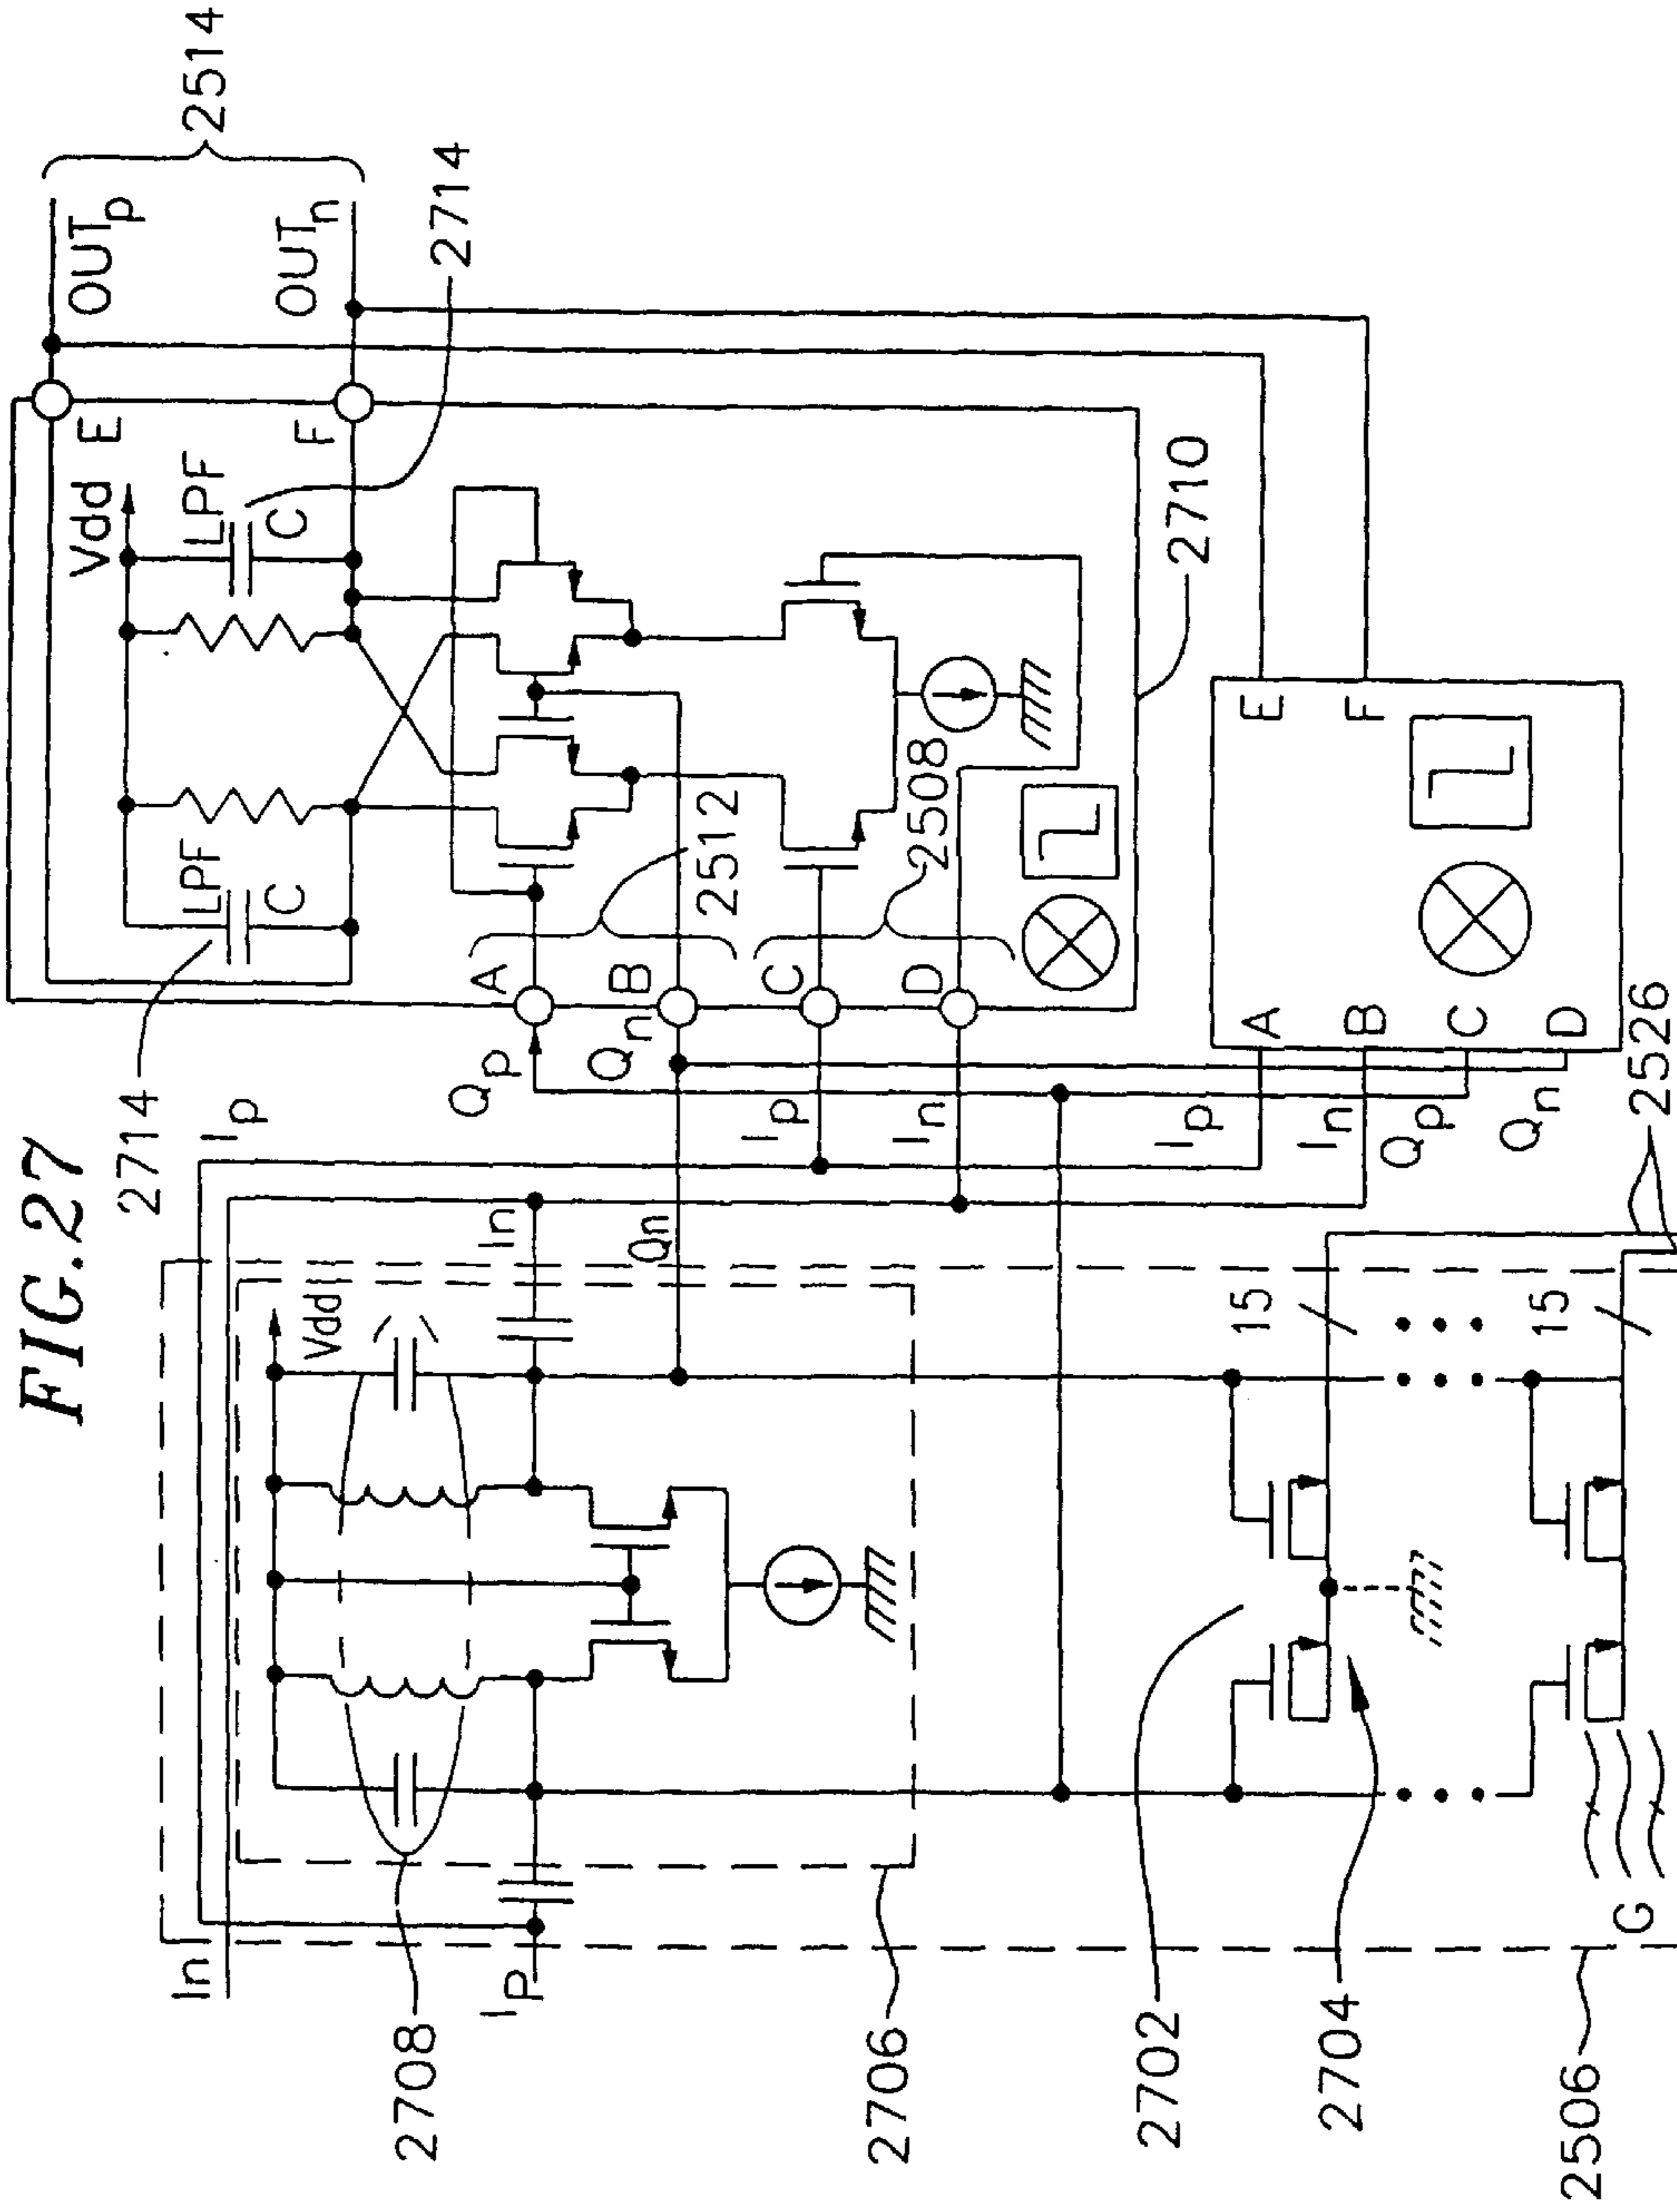 FIG.27
2514
OUTp
OUTn
2714
E
F
Vdd
LPF
C
LPF
C
2714
2710
A
B
C
D
2512
2508
Qp
Qn
Ip
In
Ip
In
Qn
Vdd
In
IP
2708
2706
E
F
A
B
C
D
Ip
In
Qp
Qn
2526
15
15
2702
2704
G
2506